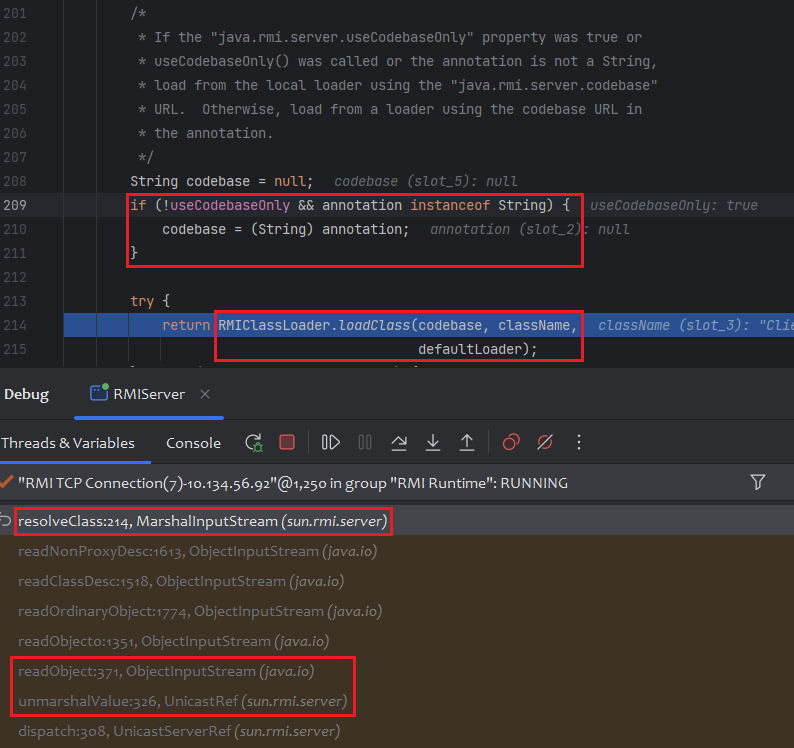 201 /*
202 * If the "java.rmi.server.useCodebaseOnly" property was true or
203 * useCodebaseOnly() was called or the annotation is not a String,
204 * load from the local loader using the "java.rmi.server.codebase"
205 * URL.  Otherwise, load from a loader using the codebase URL in
206 * the annotation.
207 */
208 String codebase = null; codebase (slot_5): null
209 if (!useCodebaseOnly && annotation instanceof String) { useCodebaseOnly: true
210 codebase = (String) annotation; annotation (slot_2): null
211 }
212
213 try {
214 return RMIClassLoader.loadClass(codebase, className, className (slot_3): "Clie
215 defaultLoader);
Debug RMIServer
Threads & Variables Console
"RMI TCP Connection(7)-10.134.56.92"@1,250 in group "RMI Runtime": RUNNING
resolveClass:214, MarshalInputStream (sun.rmi.server)
readNonProxyDesc:1613, ObjectInputStream (java.io)
readClassDesc:1518, ObjectInputStream (java.io)
readOrdinaryObject:1774, ObjectInputStream (java.io)
readObject0:1351, ObjectInputStream (java.io)
readObject:371, ObjectInputStream (java.io)
unmarshalValue:326, UnicastRef (sun.rmi.server)
dispatch:308, UnicastServerRef (sun.rmi.server)